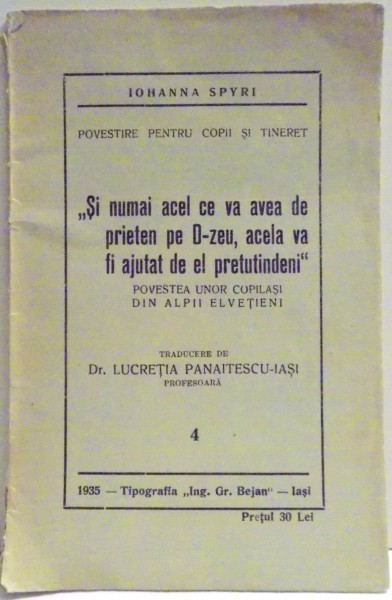 IOHANNA SPYRI
POVESTIRE PENTRU COPII ȘI TINERET
„Și numai acel ce va avea de
prieten pe D-zeu, acela va
fi ajutat de el pretutindeni“
POVESTEA UNOR COPILAȘI
DIN ALPII ELVEȚIENI
TRADUCERE DE
Dr. LUCREȚIA PANAITESCU-IAȘI
PROFESOARĂ
4
1935 — Tipografia „Ing. Gr. Bejan“ — Iași
Prețul 30 Lei